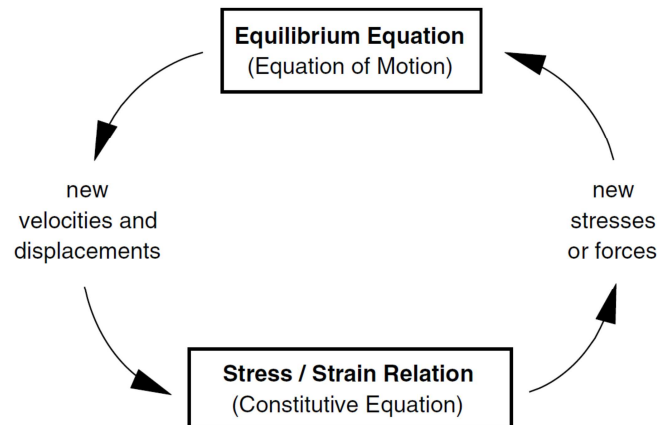 Equilibrium Equation
(Equation of Motion)
new
velocities and
displacements
new
stresses
or forces
Stress / Strain Relation
(Constitutive Equation)